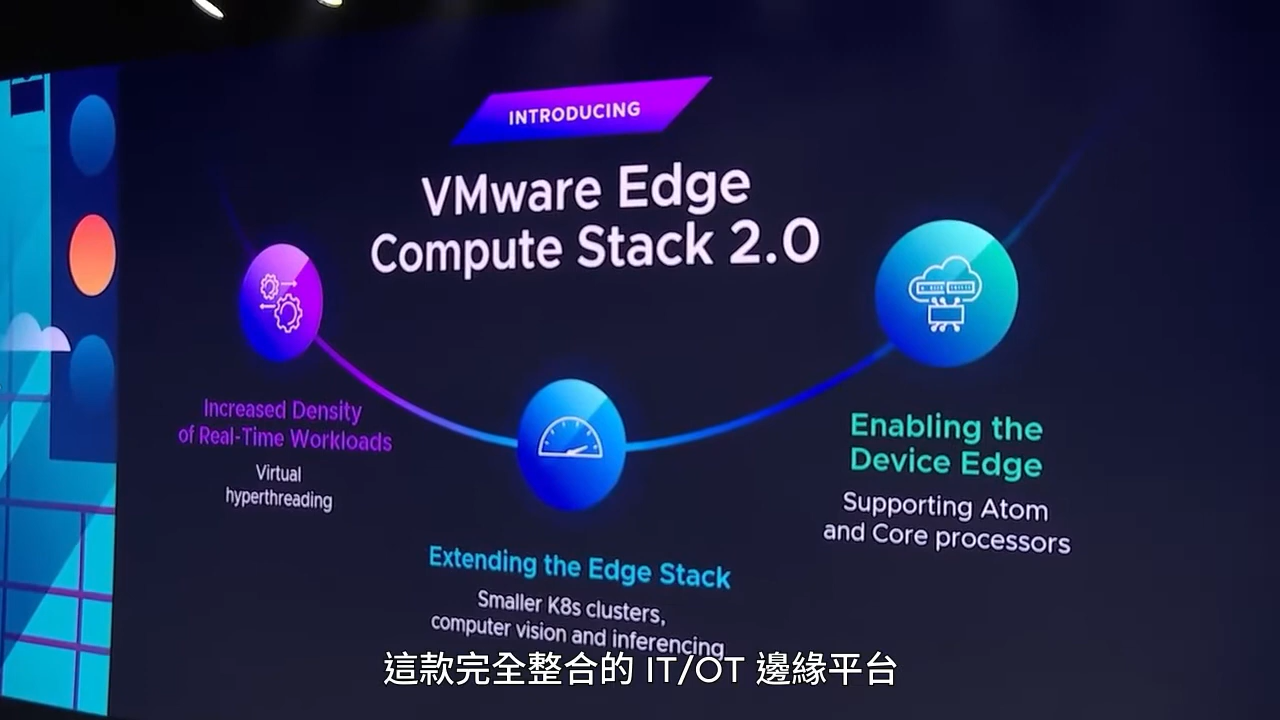 INTRODUCING
VMware Edge
Compute Stack 2.0
Increased Density
of Real-Time Workloads
Virtual
hyperthreading
Extending the Edge Stack
Smaller K8s clusters,
computer vision and inferencing
Enabling the
Device Edge
Supporting Atom
and Core processors
這款完全整合的 IT/OT 邊緣平台